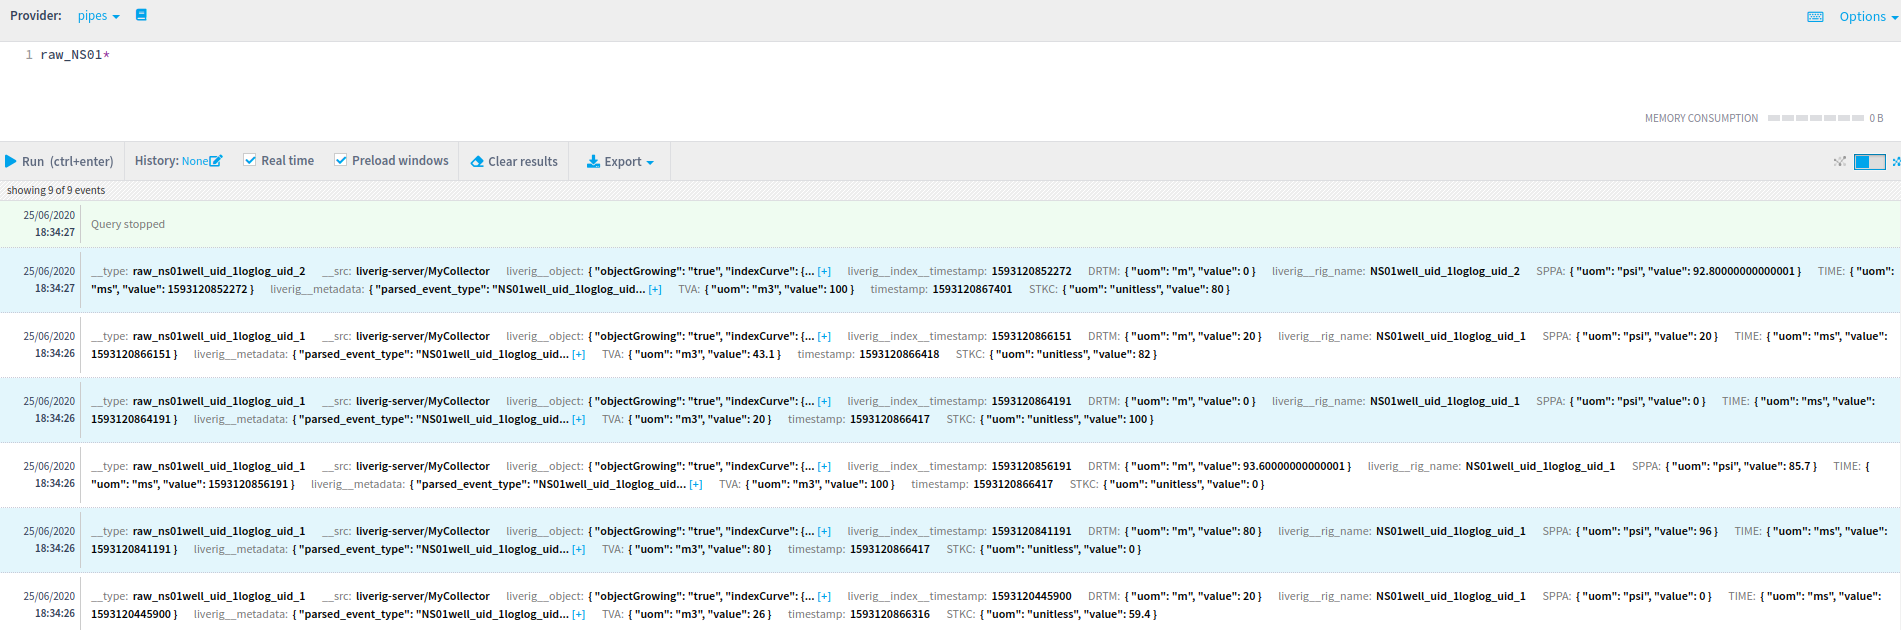 Provider: pipes Options
1 raw_NS01*
MEMORY CONSUMPTION 0 B
Run (ctrl+enter) History: None Real time Preload windows Clear results Export
showing 9 of 9 events
25/06/2020
18:34:27
Query stopped
25/06/2020
18:34:27
__type: raw_ns01well_uid_1loglog_uid_2 __src: liverig-server/MyCollector liverig__object: { "objectGrowing": "true", "indexCurve": {... [+] liverig__index__timestamp: 1593120852272 DRTM: { "uom": "m", "value": 0 } liverig__rig_name: NS01well_uid_1loglog_uid_2 SPPA: { "uom": "psi", "value": 92.80000000000001 } TIME: { "uom":
"ms", "value": 1593120852272 } liverig__metadata: { "parsed_event_type": "NS01well_uid_1loglog_uid... [+] TVA: { "uom": "m3", "value": 100 } timestamp: 1593120867401 STKC: { "uom": "unitless", "value": 80 }
25/06/2020
18:34:26
__type: raw_ns01well_uid_1loglog_uid_1 __src: liverig-server/MyCollector liverig__object: { "objectGrowing": "true", "indexCurve": {... [+] liverig__index__timestamp: 1593120866151 DRTM: { "uom": "m", "value": 20 } liverig__rig_name: NS01well_uid_1loglog_uid_1 SPPA: { "uom": "psi", "value": 20 } TIME: { "uom": "ms", "value":
1593120866151 } liverig__metadata: { "parsed_event_type": "NS01well_uid_1loglog_uid... [+] TVA: { "uom": "m3", "value": 43.1 } timestamp: 1593120866418 STKC: { "uom": "unitless", "value": 82 }
25/06/2020
18:34:26
__type: raw_ns01well_uid_1loglog_uid_1 __src: liverig-server/MyCollector liverig__object: { "objectGrowing": "true", "indexCurve": {... [+] liverig__index__timestamp: 1593120864191 DRTM: { "uom": "m", "value": 0 } liverig__rig_name: NS01well_uid_1loglog_uid_1 SPPA: { "uom": "psi", "value": 0 } TIME: { "uom": "ms", "value":
1593120864191 } liverig__metadata: { "parsed_event_type": "NS01well_uid_1loglog_uid... [+] TVA: { "uom": "m3", "value": 20 } timestamp: 1593120866417 STKC: { "uom": "unitless", "value": 100 }
25/06/2020
18:34:26
__type: raw_ns01well_uid_1loglog_uid_1 __src: liverig-server/MyCollector liverig__object: { "objectGrowing": "true", "indexCurve": {... [+] liverig__index__timestamp: 1593120856191 DRTM: { "uom": "m", "value": 93.60000000000001 } liverig__rig_name: NS01well_uid_1loglog_uid_1 SPPA: { "uom": "psi", "value": 85.7 } TIME: {
"uom": "ms", "value": 1593120856191 } liverig__metadata: { "parsed_event_type": "NS01well_uid_1loglog_uid... [+] TVA: { "uom": "m3", "value": 100 } timestamp: 1593120866417 STKC: { "uom": "unitless", "value": 0 }
25/06/2020
18:34:26
__type: raw_ns01well_uid_1loglog_uid_1 __src: liverig-server/MyCollector liverig__object: { "objectGrowing": "true", "indexCurve": {... [+] liverig__index__timestamp: 1593120841191 DRTM: { "uom": "m", "value": 80 } liverig__rig_name: NS01well_uid_1loglog_uid_1 SPPA: { "uom": "psi", "value": 96 } TIME: { "uom": "ms", "value":
1593120841191 } liverig__metadata: { "parsed_event_type": "NS01well_uid_1loglog_uid... [+] TVA: { "uom": "m3", "value": 80 } timestamp: 1593120866417 STKC: { "uom": "unitless", "value": 0 }
25/06/2020
18:34:26
__type: raw_ns01well_uid_1loglog_uid_1 __src: liverig-server/MyCollector liverig__object: { "objectGrowing": "true", "indexCurve": {... [+] liverig__index__timestamp: 1593120445900 DRTM: { "uom": "m", "value": 20 } liverig__rig_name: NS01well_uid_1loglog_uid_1 SPPA: { "uom": "psi", "value": 0 } TIME: { "uom": "ms", "value":
1593120445900 } liverig__metadata: { "parsed_event_type": "NS01well_uid_1loglog_uid... [+] TVA: { "uom": "m3", "value": 26 } timestamp: 1593120866316 STKC: { "uom": "unitless", "value": 59.4 }